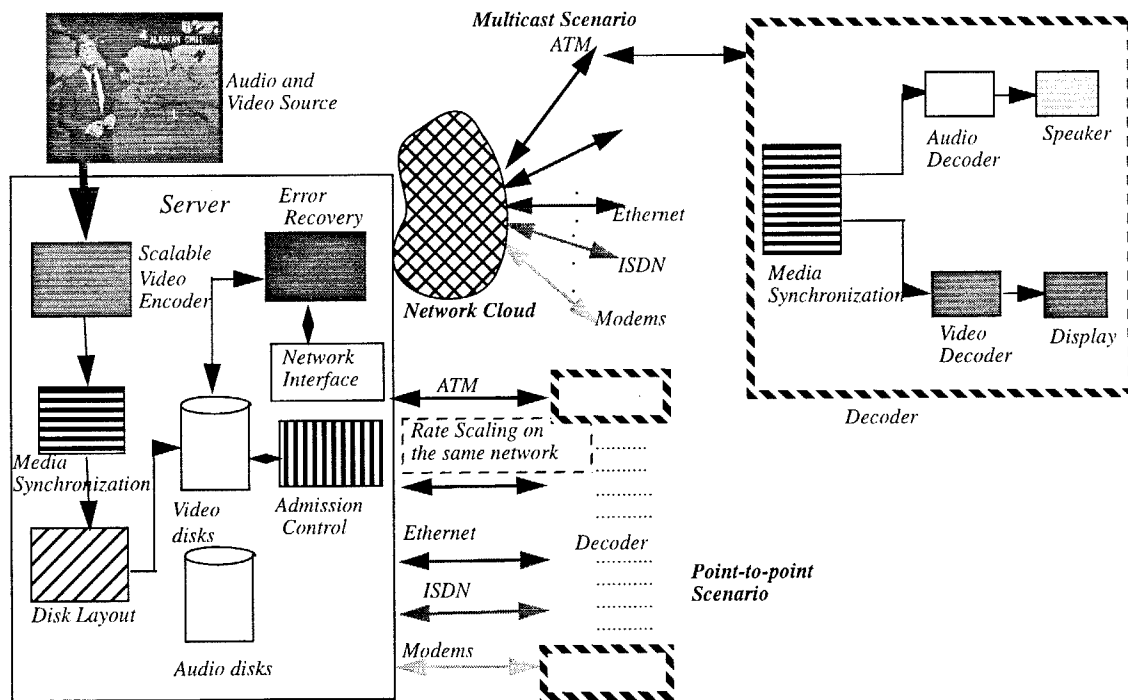 Multicast Scenario
ATM
Audio and
Video Source
Audio
Decoder
Speaker
Server
Error
Recovery
Scalable
Video
Encoder
Ethernet
ISDN
Media
Synchronization
Network Cloud
Modems
Video
Decoder
Display
Network
Interface
ATM
Decoder
Rate Scaling on
the same network
Media
Synchronization
Video
disks
Admission
Control
Ethernet
Decoder
ISDN
Point-to-point
Scenario
Disk Layout
Modems
Audio disks